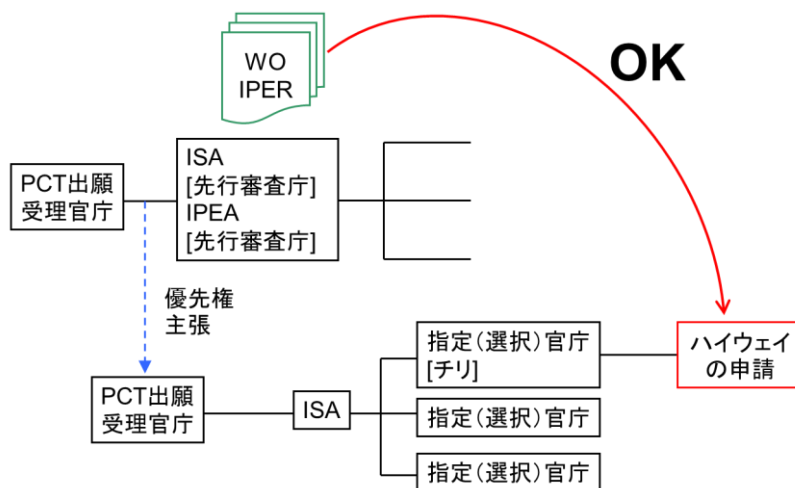 WO
IPER
OK
PCT出願
受理官庁
ISA
[先行審査庁]
IPEA
[先行審査庁]
優先権
主張
PCT出願
受理官庁
ISA
指定(選択)官庁
[チリ]
ハイウェイ
の申請
指定(選択)官庁
指定(選択)官庁